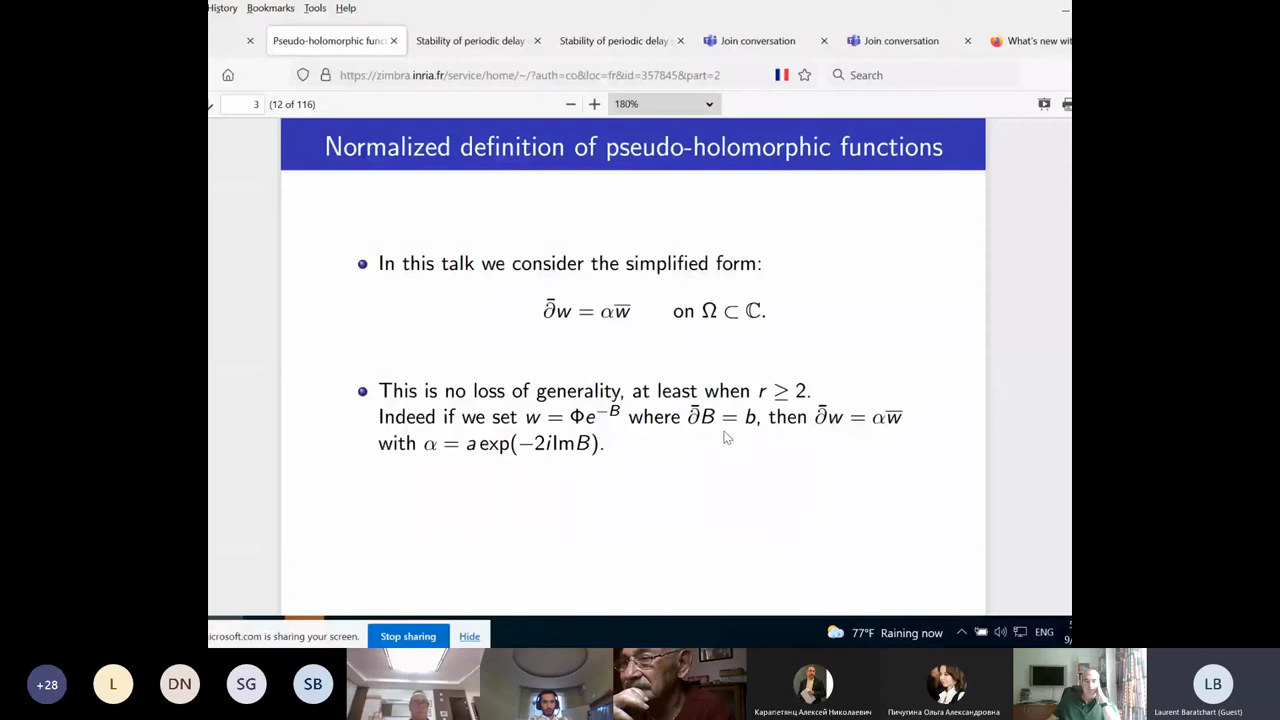 History Bookmarks Tools Help
Pseudo-holomorphic func × Stability of periodic delay × Stability of periodic delay × Join conversation × Join conversation × What's new wit
https://zimbra.inria.fr/service/home/~/?auth=co&loc=fr&id=357845&part=2 Search
3 (12 of 116) − + 180%
Normalized definition of pseudo-holomorphic functions
• In this talk we consider the simplified form:
∂̄w = αw̅ on Ω ⊂ ℂ.
• This is no loss of generality, at least when r ≥ 2.
Indeed if we set w = Φe^{−B} where ∂̄B = b, then ∂̄w = αw̅
with α = a exp(−2iImB).
icrosoft.com is sharing your screen. Stop sharing Hide
77°F Raining now ENG
+28 L DN SG SB LB
Карапетянц Алексей Николаевич Пичугина Ольга Александровна Laurent Baratchart (Guest)